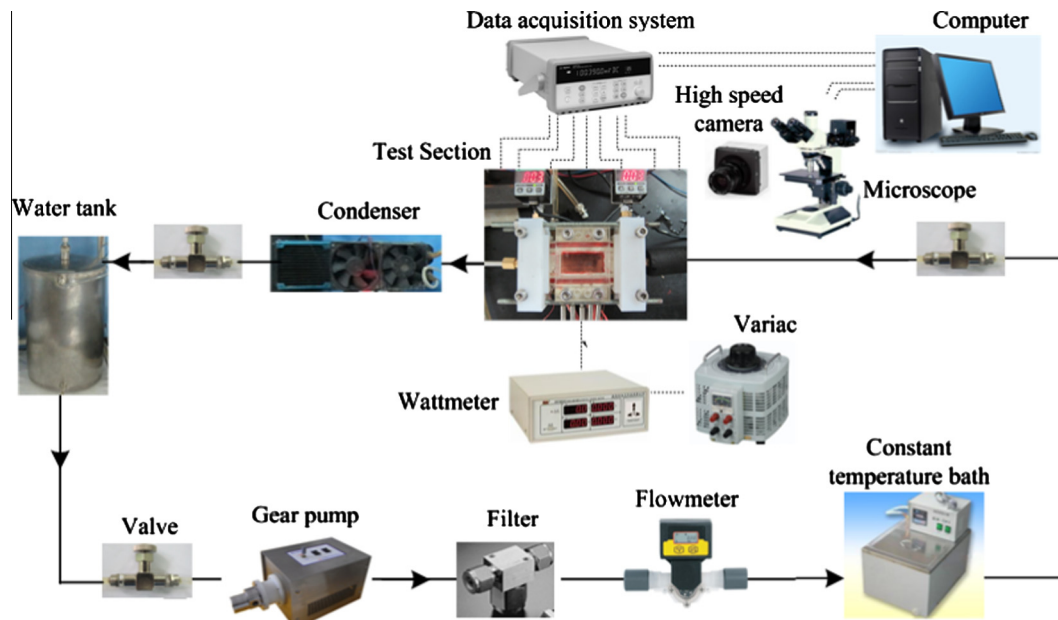 Data acquisition system
Computer
High speed
camera
Test Section
Microscope
Water tank
Condenser
Variac
Wattmeter
Constant
temperature bath
Flowmeter
Filter
Gear pump
Valve